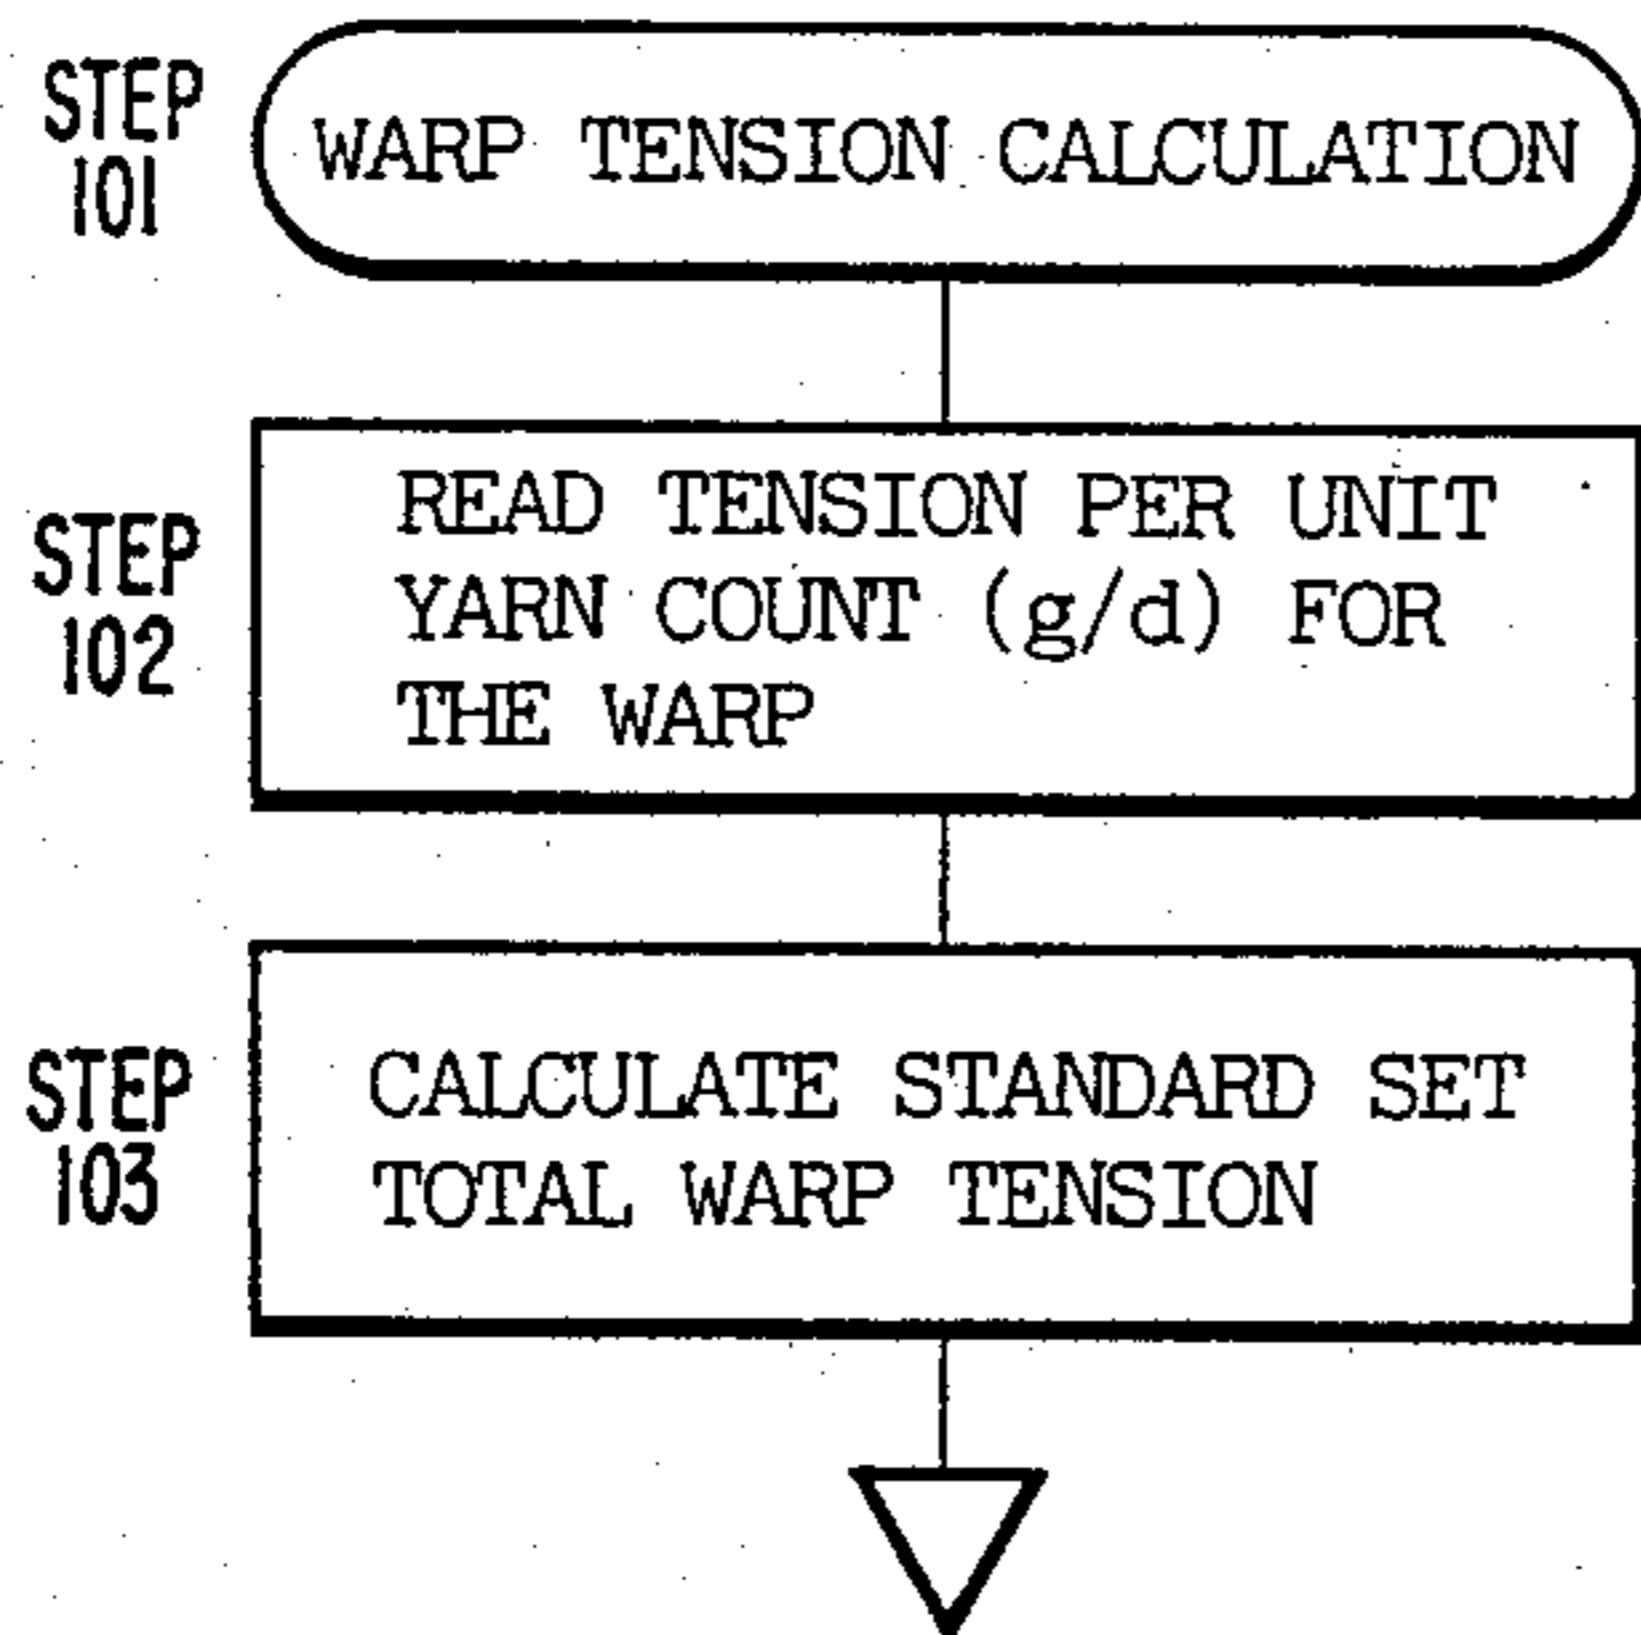 STEP
101
WARP TENSION CALCULATION
STEP
102
READ TENSION PER UNIT
YARN COUNT (g/d) FOR
THE WARP
STEP
103
CALCULATE STANDARD SET
TOTAL WARP TENSION